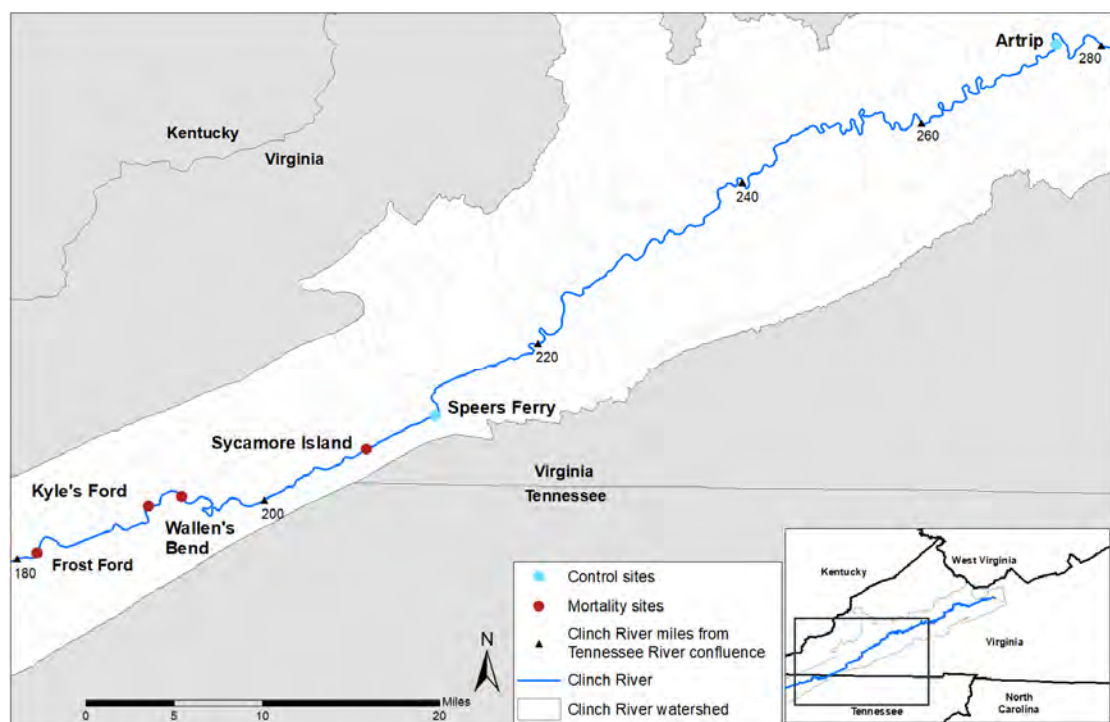 Artrip
280
Kentucky
Virginia
260
240
220
Speers Ferry
Sycamore Island
Virginia
Tennessee
Kyle's Ford
200
Wallen's
Bend
Frost Ford
180
Control sites
Mortality sites
Clinch River miles from
Tennessee River confluence
Clinch River
Clinch River watershed
N
Miles
0 5 10 20
West Virginia
Kentucky
Virginia
North
Carolina
Tennessee